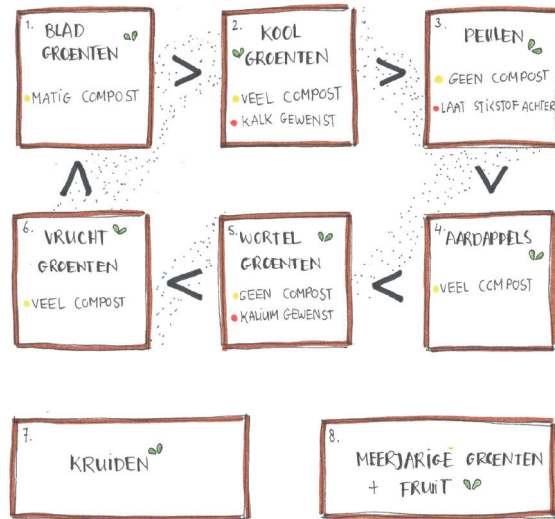 1.
BLAD
GROENTEN
MATIG COMPOST
>
2.
KOOL
GROENTEN
VEEL COMPOST
KALK GEWENST
>
3.
PEULEN
GEEN COMPOST
LAAT STIKSTOF ACHTER
4.
AARDAPPELS
VEEL COMPOST
<
5.
WORTEL
GROENTEN
GEEN COMPOST
KALIUM GEWENST
<
6.
VRUCHT
GROENTEN
VEEL COMPOST
7.
KRUIDEN
8.
MEERJARIGE GROENTEN
+ FRUIT